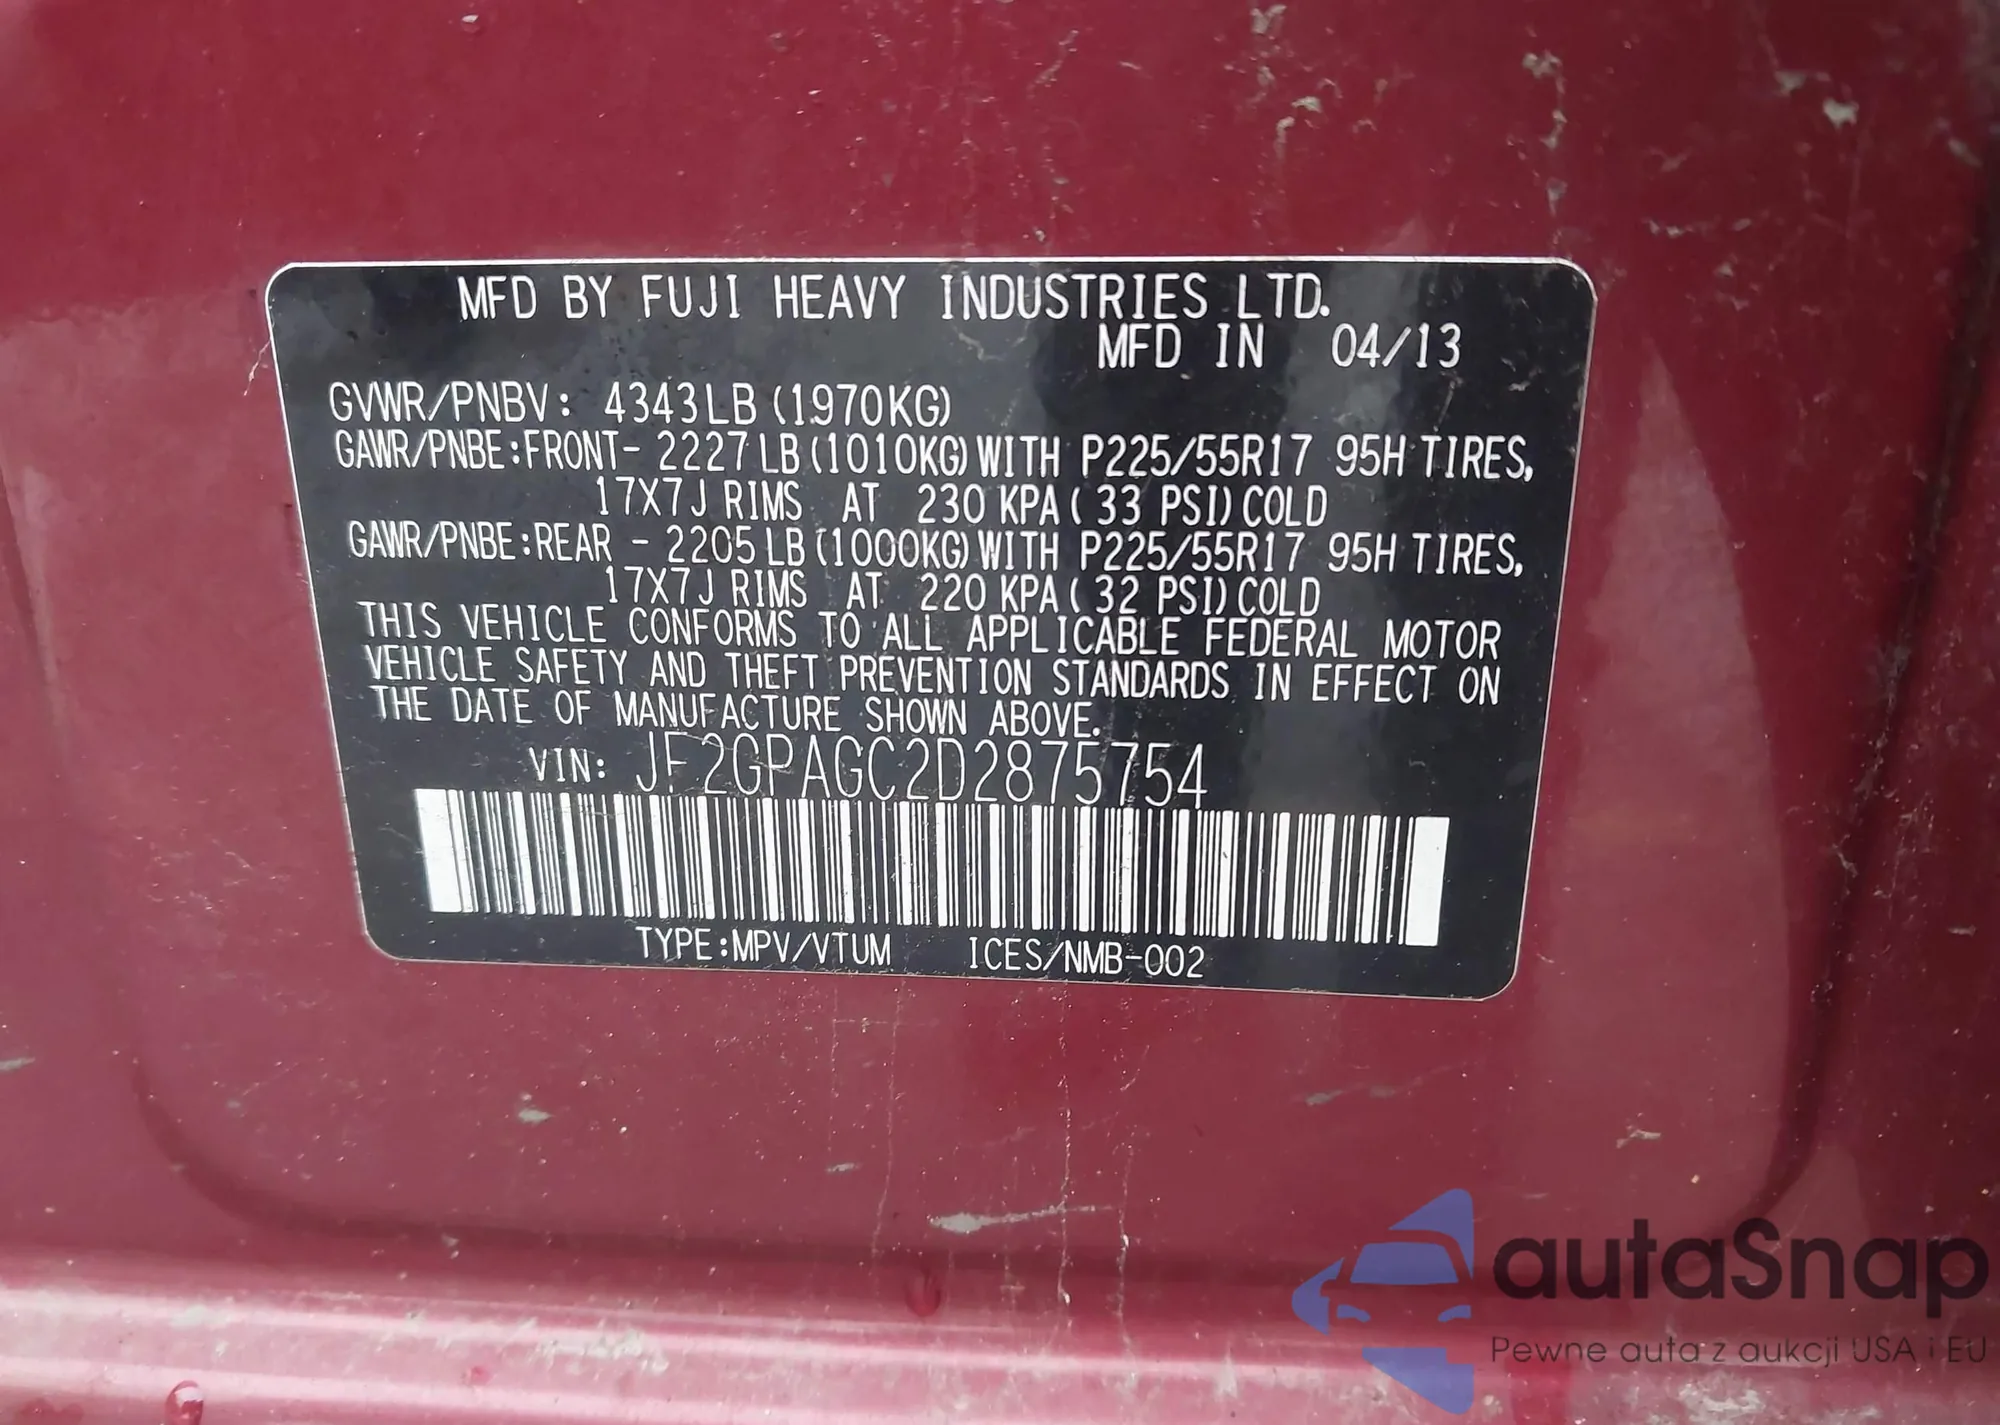 MFD BY FUJI HEAVY INDUSTRIES LTD.
MFD IN 04/13
GVWR/PNBV: 4343LB (1970KG)
GAWR/PNBE:FRONT- 2227 LB (1010KG) WITH P225/55R17 95H TIRES,
17X7J RIMS AT 230 KPA ( 33 PSI) COLD
GAWR/PNBE:REAR - 2205 LB (1000KG) WITH P225/55R17 95H TIRES,
17X7J RIMS AT 220 KPA ( 32 PSI) COLD
THIS VEHICLE CONFORMS TO ALL APPLICABLE FEDERAL MOTOR
VEHICLE SAFETY AND THEFT PREVENTION STANDARDS IN EFFECT ON
THE DATE OF MANUFACTURE SHOWN ABOVE.
VIN: JF2GPAGC2D2875754
TYPE:MPV/VTUM ICES/NMB-002
autaSnap
Pewne auta z aukcji USA i EU